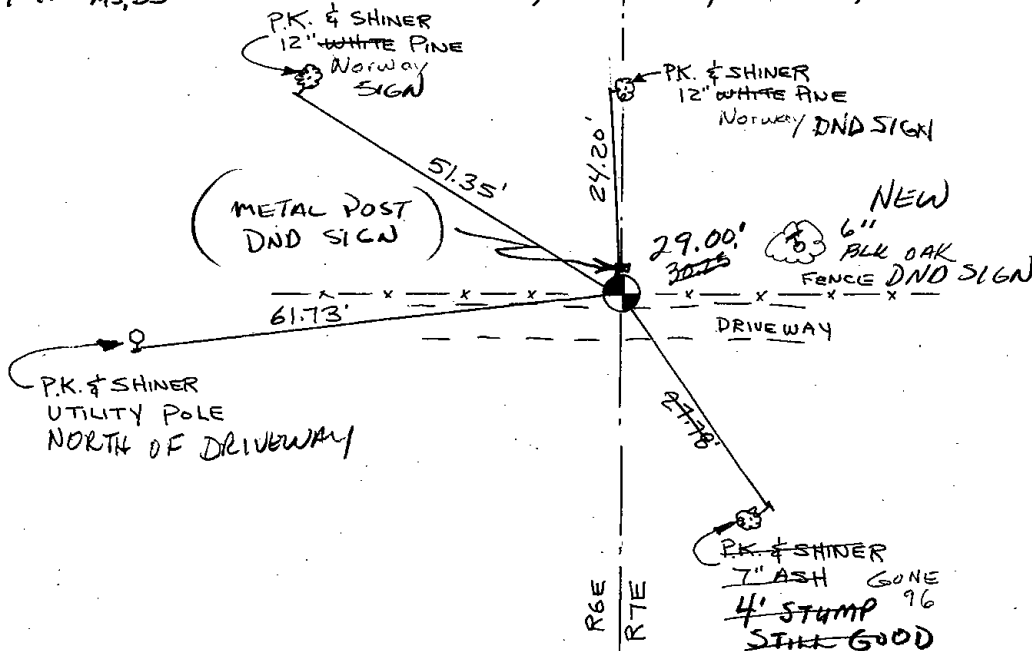 P.K. & SHINER
12" WHITE PINE
Norway
SIGN
P.K. & SHINER
12" WHITE PINE
Norway DND SIGN
51.35'
24.20'
(METAL POST
DND SIGN)
NEW
29.00'
30.25
6"
BLK OAK
FENCE DND SIGN
61.73'
DRIVEWAY
P.K. & SHINER
UTILITY POLE
NORTH OF DRIVEWAY
27.78'
P.K. & SHINER
7" ASH GONE
96
4' STUMP
STILL GOOD
R6E
R7E